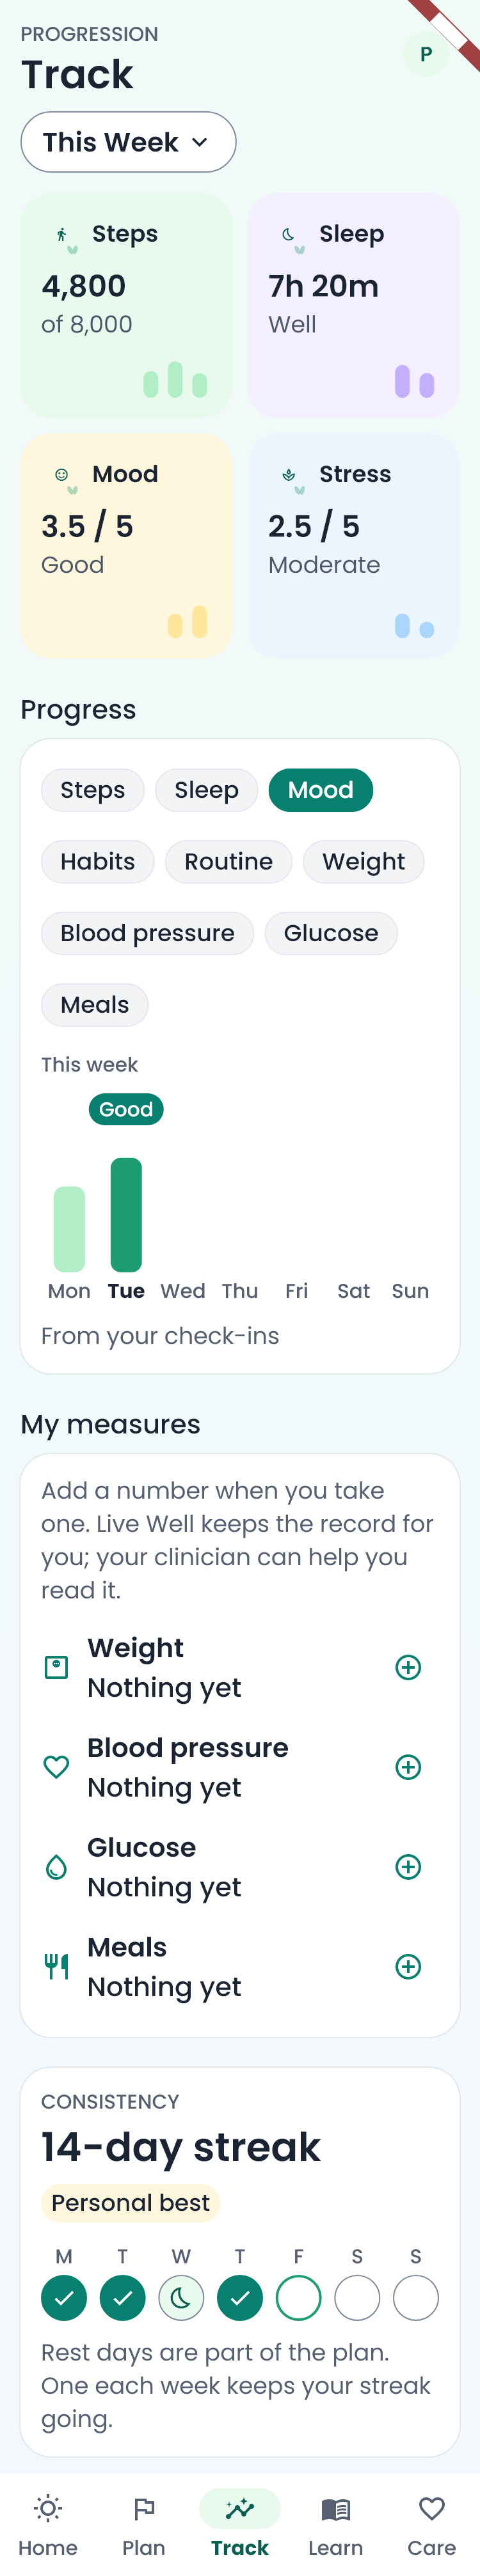 PROGRESSION
Track
P
This Week
Steps
4,800
of 8,000
Sleep
7h 20m
Well
Mood
3.5 / 5
Good
Stress
2.5 / 5
Moderate
Progress
Steps
Sleep
Mood
Habits
Routine
Weight
Blood pressure
Glucose
Meals
This week
Good
Mon Tue Wed Thu Fri Sat Sun
From your check-ins
My measures
Add a number when you take
one. Live Well keeps the record for
you; your clinician can help you
read it.
Weight
Nothing yet
Blood pressure
Nothing yet
Glucose
Nothing yet
Meals
Nothing yet
CONSISTENCY
14-day streak
Personal best
M T W T F S S
Rest days are part of the plan.
One each week keeps your streak
going.
Home Plan Track Learn Care